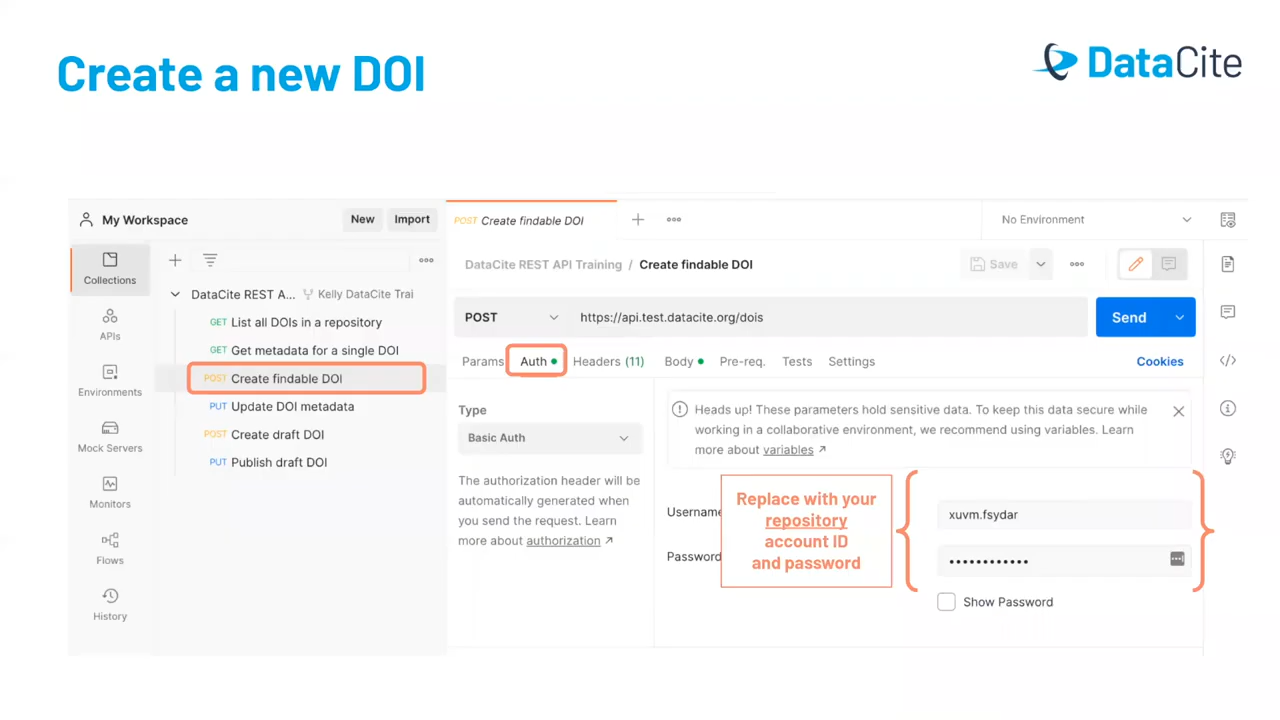 Create a new DOI
DataCite
My Workspace
New
Import
POST Create findable DOI
No Environment
Collections
APIs
Environments
Mock Servers
Monitors
Flows
History
DataCite REST A... Kelly DataCite Trai
GET List all DOIs in a repository
GET Get metadata for a single DOI
POST Create findable DOI
PUT Update DOI metadata
POST Create draft DOI
PUT Publish draft DOI
DataCite REST API Training / Create findable DOI
Save
POST
https://api.test.datacite.org/dois
Send
Params
Auth
Headers (11)
Body
Pre-req.
Tests
Settings
Cookies
Type
Basic Auth
The authorization header will be
automatically generated when
you send the request. Learn
more about authorization ↗
Heads up! These parameters hold sensitive data. To keep this data secure while
working in a collaborative environment, we recommend using variables. Learn
more about variables ↗
Username
Password
Replace with your
repository
account ID
and password
xuvm.fsydar
Show Password